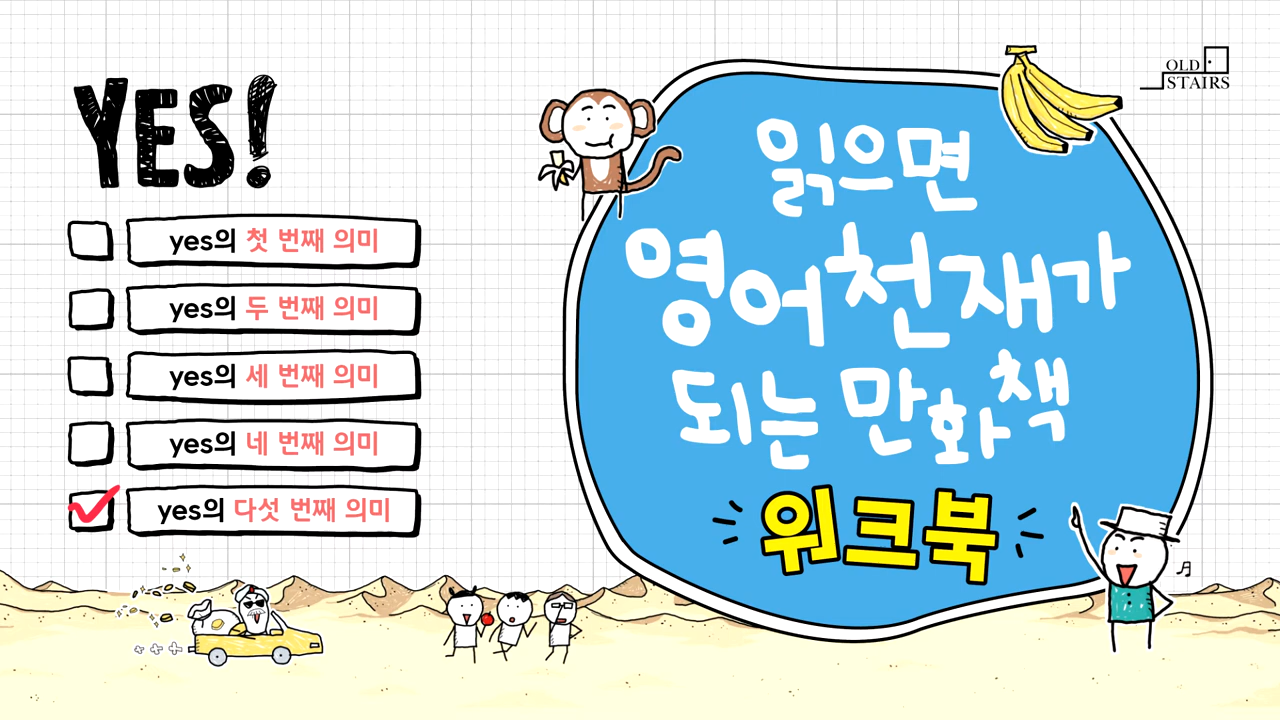 YES!
yes의 첫 번째 의미
yes의 두 번째 의미
yes의 세 번째 의미
yes의 네 번째 의미
yes의 다섯 번째 의미
OLD
STAIRS
읽으면
영어천재가
되는 만화책
워크북